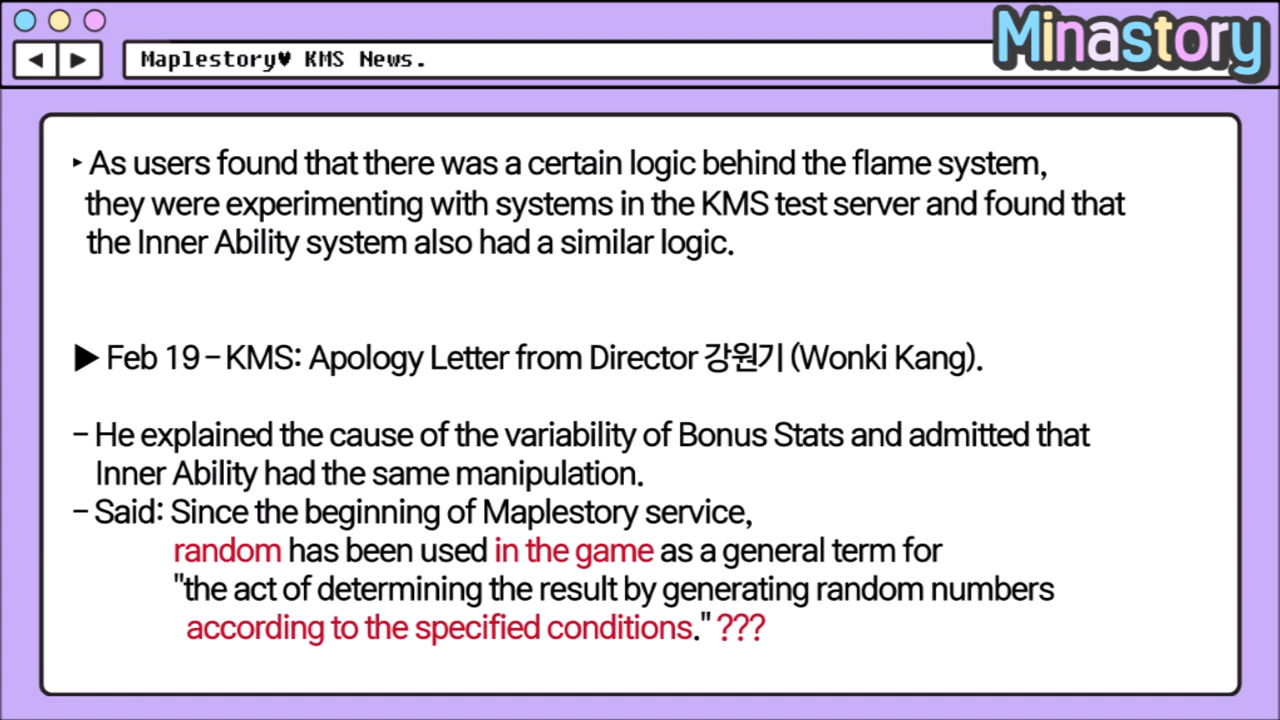 Minastory
Maplestory♥ KMS News.
‣ As users found that there was a certain logic behind the flame system,
they were experimenting with systems in the KMS test server and found that
the Inner Ability system also had a similar logic.
▶ Feb 19 – KMS: Apology Letter from Director 강원기 (Wonki Kang).
– He explained the cause of the variability of Bonus Stats and admitted that
Inner Ability had the same manipulation.
– Said: Since the beginning of Maplestory service,
random has been used in the game as a general term for
"the act of determining the result by generating random numbers
according to the specified conditions." ???